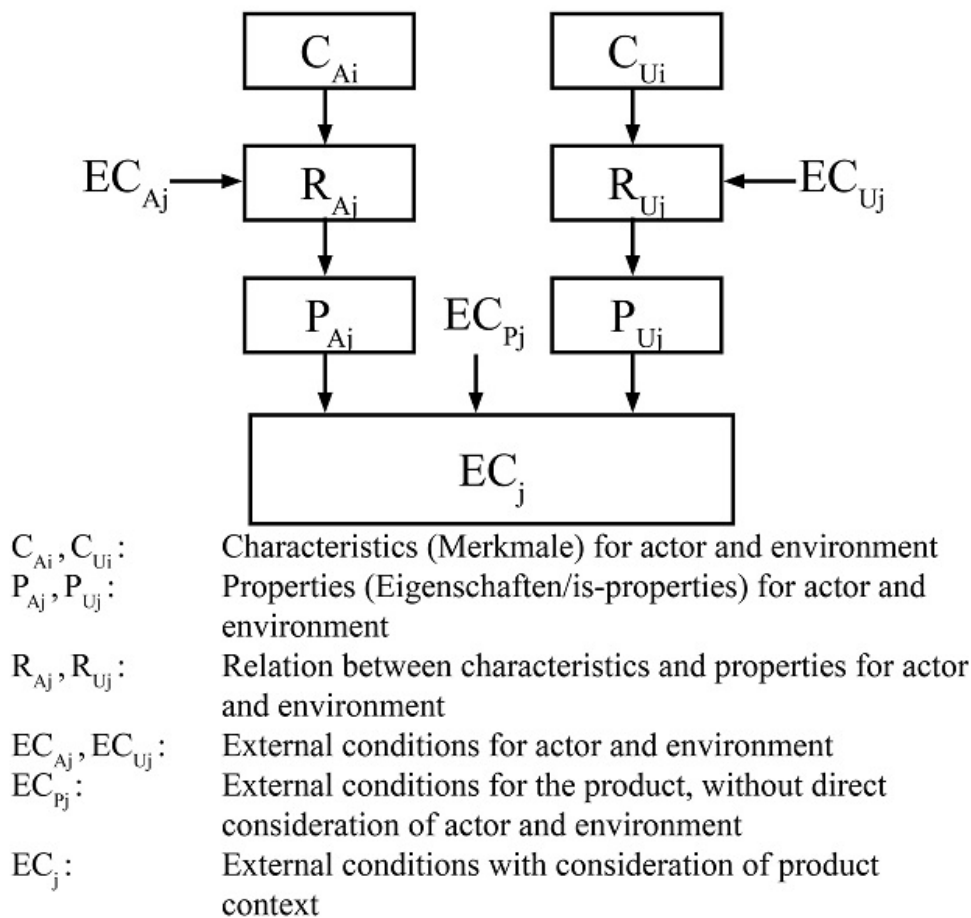 C_Ai C_Ui
EC_Aj R_Aj R_Uj EC_Uj
P_Aj EC_Pj P_Uj
EC_j
C_Ai, C_Ui: Characteristics (Merkmale) for actor and environment
P_Aj, P_Uj: Properties (Eigenschaften/is-properties) for actor and
environment
R_Aj, R_Uj: Relation between characteristics and properties for actor
and environment
EC_Aj, EC_Uj: External conditions for actor and environment
EC_Pj: External conditions for the product, without direct
consideration of actor and environment
EC_j: External conditions with consideration of product
context